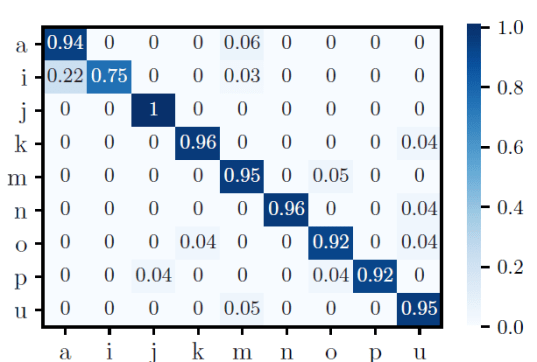 1.0
a 0.94 0 0 0 0.06 0 0 0 0
i 0.22 0.75 0 0 0.03 0 0 0 0
0.8
j 0 0 1 0 0 0 0 0 0
k 0 0 0 0.96 0 0 0 0 0.04
0.6
m 0 0 0 0 0.95 0 0.05 0 0
n 0 0 0 0 0 0.96 0 0 0.04
0.4
o 0 0 0 0.04 0 0 0.92 0 0.04
0.2
p 0 0 0.04 0 0 0 0.04 0.92 0
u 0 0 0 0 0.05 0 0 0 0.95
0.0
a i j k m n o p u